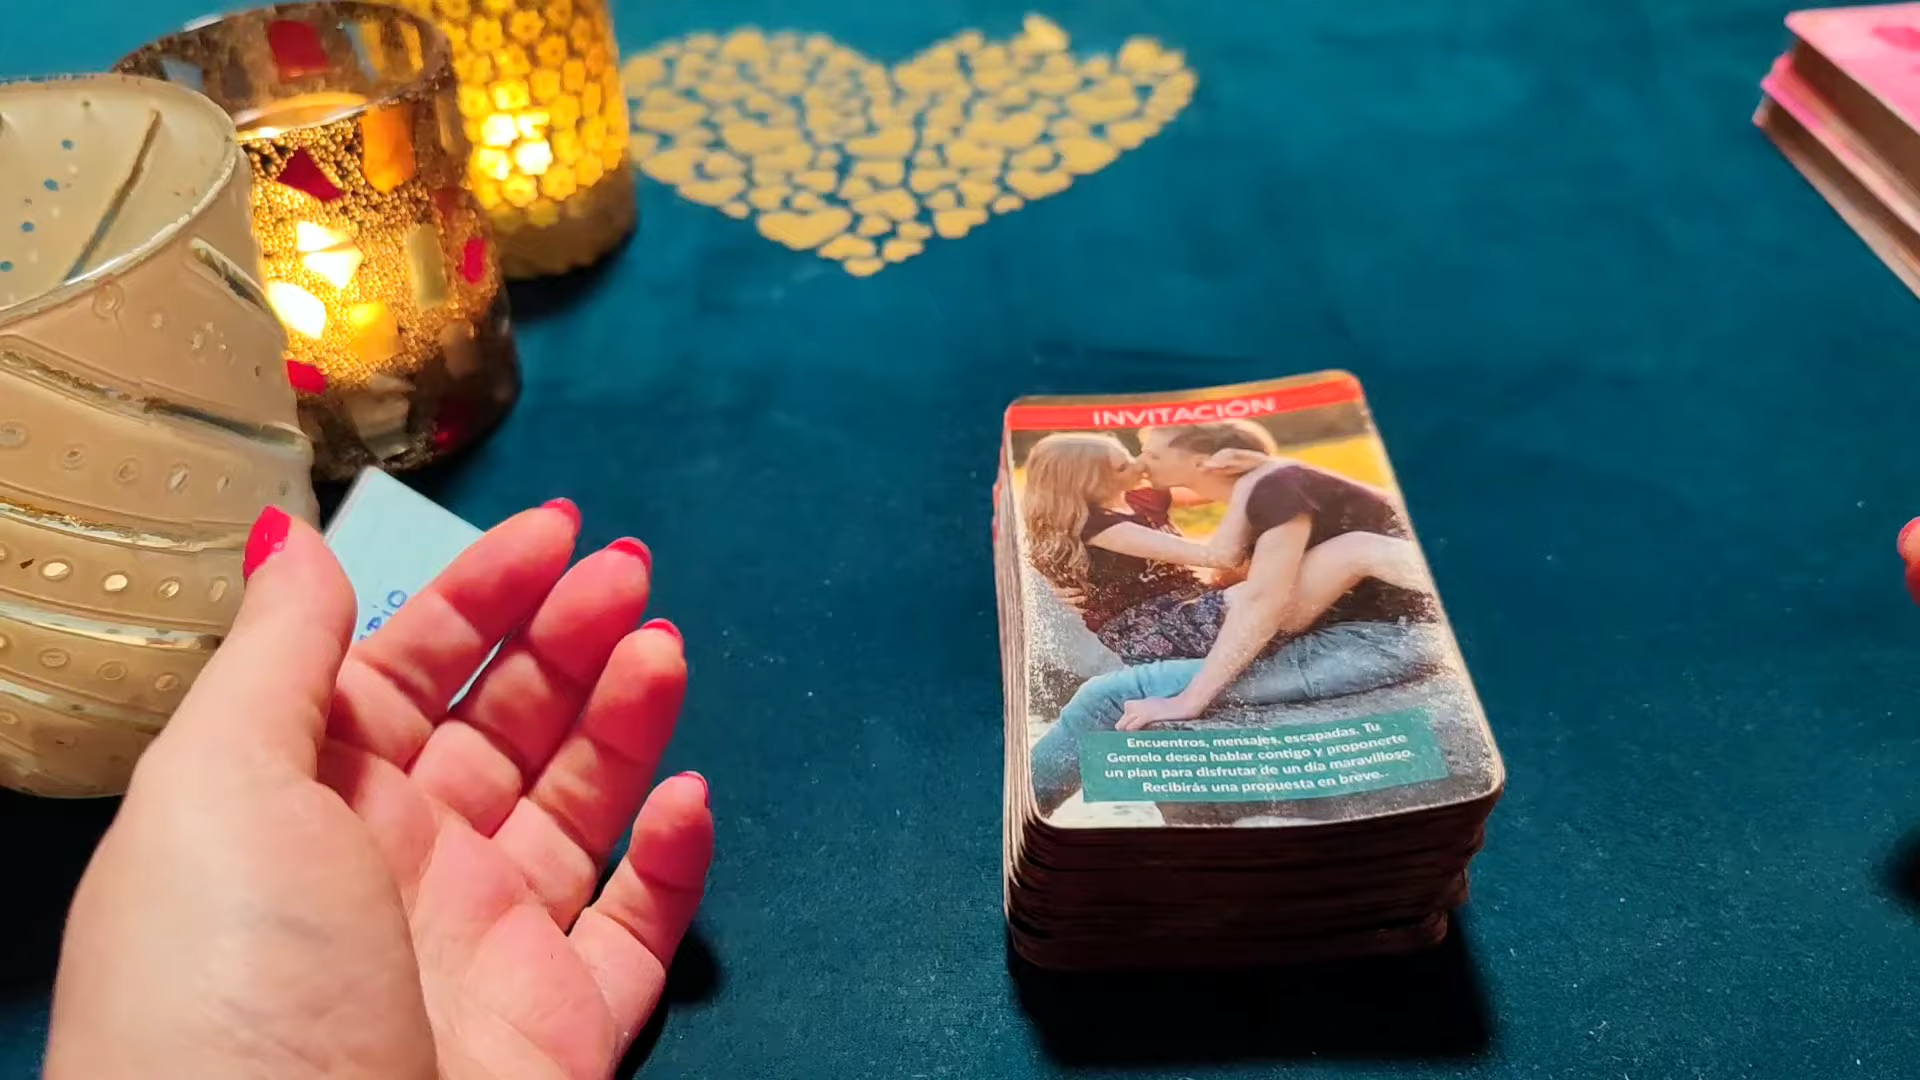 INVITACIÓN
Encuentros, mensajes, escapadas. Tu
Gemelo desea hablar contigo y proponerte
un plan para disfrutar de un día maravilloso.
Recibirás una propuesta en breve..